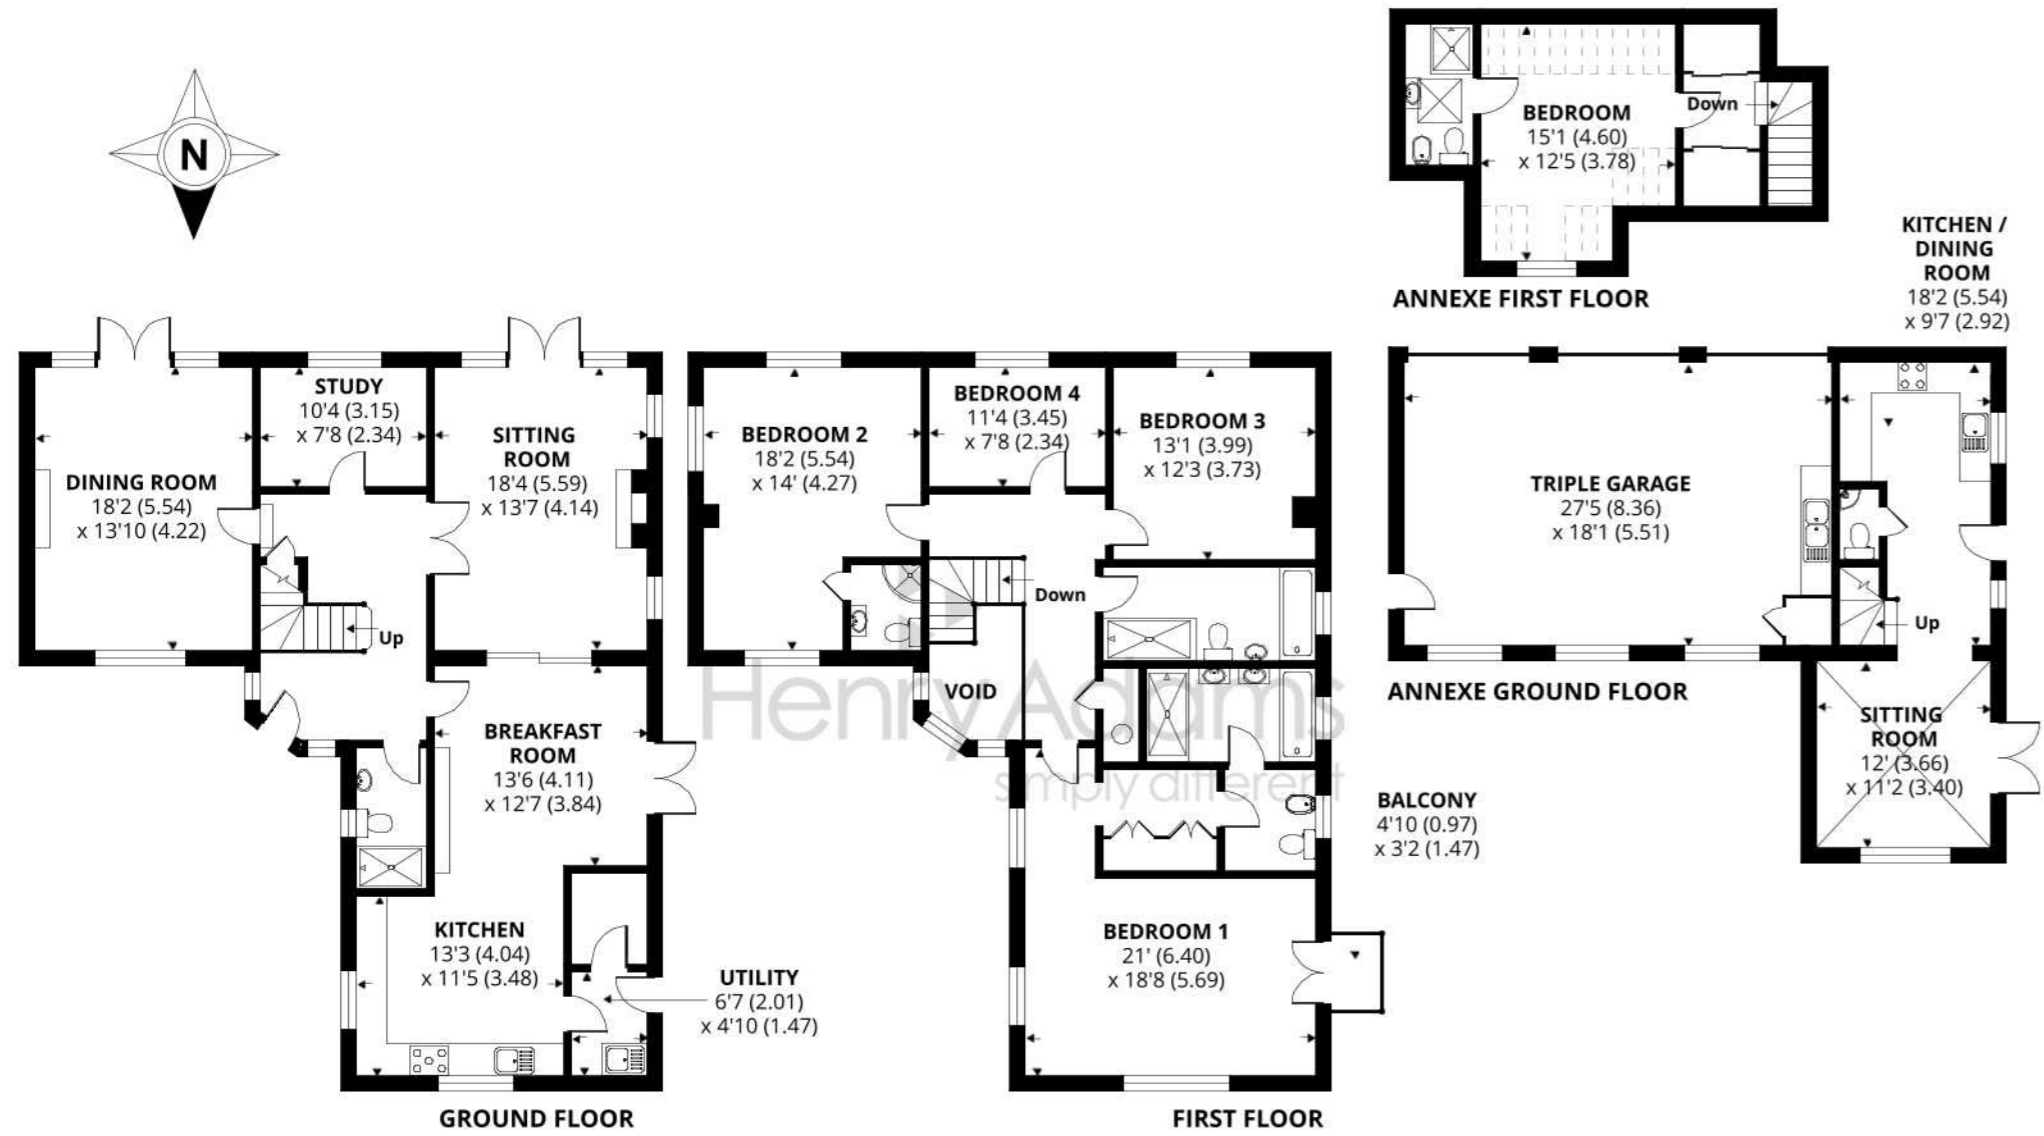 N
BEDROOM
15'1 (4.60)
x 12'5 (3.78)
Down
ANNEXE FIRST FLOOR
KITCHEN /
DINING
ROOM
18'2 (5.54)
x 9'7 (2.92)
DINING ROOM
18'2 (5.54)
x 13'10 (4.22)
STUDY
10'4 (3.15)
x 7'8 (2.34)
SITTING
ROOM
18'4 (5.59)
x 13'7 (4.14)
Up
BREAKFAST
ROOM
13'6 (4.11)
x 12'7 (3.84)
KITCHEN
13'3 (4.04)
x 11'5 (3.48)
UTILITY
6'7 (2.01)
x 4'10 (1.47)
GROUND FLOOR
BEDROOM 2
18'2 (5.54)
x 14' (4.27)
BEDROOM 4
11'4 (3.45)
x 7'8 (2.34)
BEDROOM 3
13'1 (3.99)
x 12'3 (3.73)
Down
VOID
Henry Adams
simply different
BALCONY
4'10 (0.97)
x 3'2 (1.47)
BEDROOM 1
21' (6.40)
x 18'8 (5.69)
FIRST FLOOR
TRIPLE GARAGE
27'5 (8.36)
x 18'1 (5.51)
Up
ANNEXE GROUND FLOOR
SITTING
ROOM
12' (3.66)
x 11'2 (3.40)